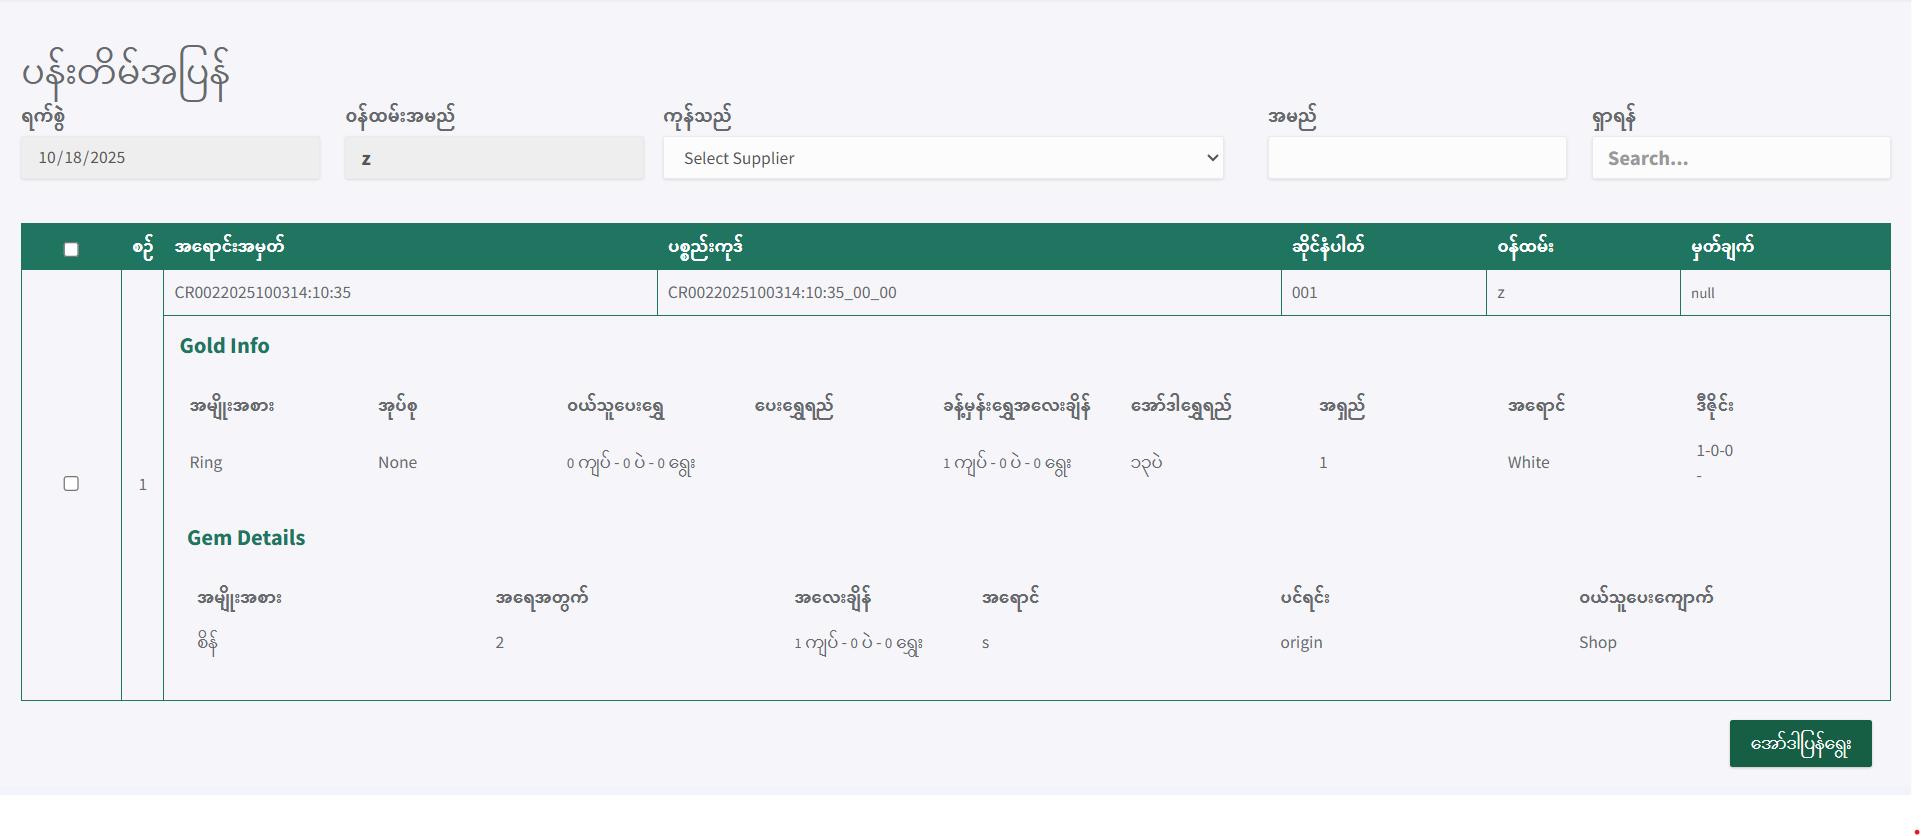 ပန်းတိမ်အပြန်
ရက်စွဲ ဝန်ထမ်းအမည် ကုန်သည် အမည် ရှာရန်
10/18/2025 z Select Supplier Search...
စဉ် အရောင်းအမှတ် ပစ္စည်းကုဒ် ဆိုင်နံပါတ် ဝန်ထမ်း မှတ်ချက်
CR0022025100314:10:35 CR0022025100314:10:35_00_00 001 z null
1
Gold Info
အမျိုးအစား အုပ်စု ဝယ်သူပေးရွှေ ပေးရွှေရည် ခန့်မှန်းရွှေအလေးချိန် အော်ဒါရွှေရည် အရှည် အရောင် ဒီဇိုင်း
Ring None 0 ကျပ် - 0 ပဲ - 0 ရွေး 1 ကျပ် - 0 ပဲ - 0 ရွေး ၁၃ပဲ 1 White 1-0-0
-
Gem Details
အမျိုးအစား အရေအတွက် အလေးချိန် အရောင် ပင်ရင်း ဝယ်သူပေးကျောက်
စိန် 2 1 ကျပ် - 0 ပဲ - 0 ရွေး s origin Shop
အော်ဒါပြန်ရွေး